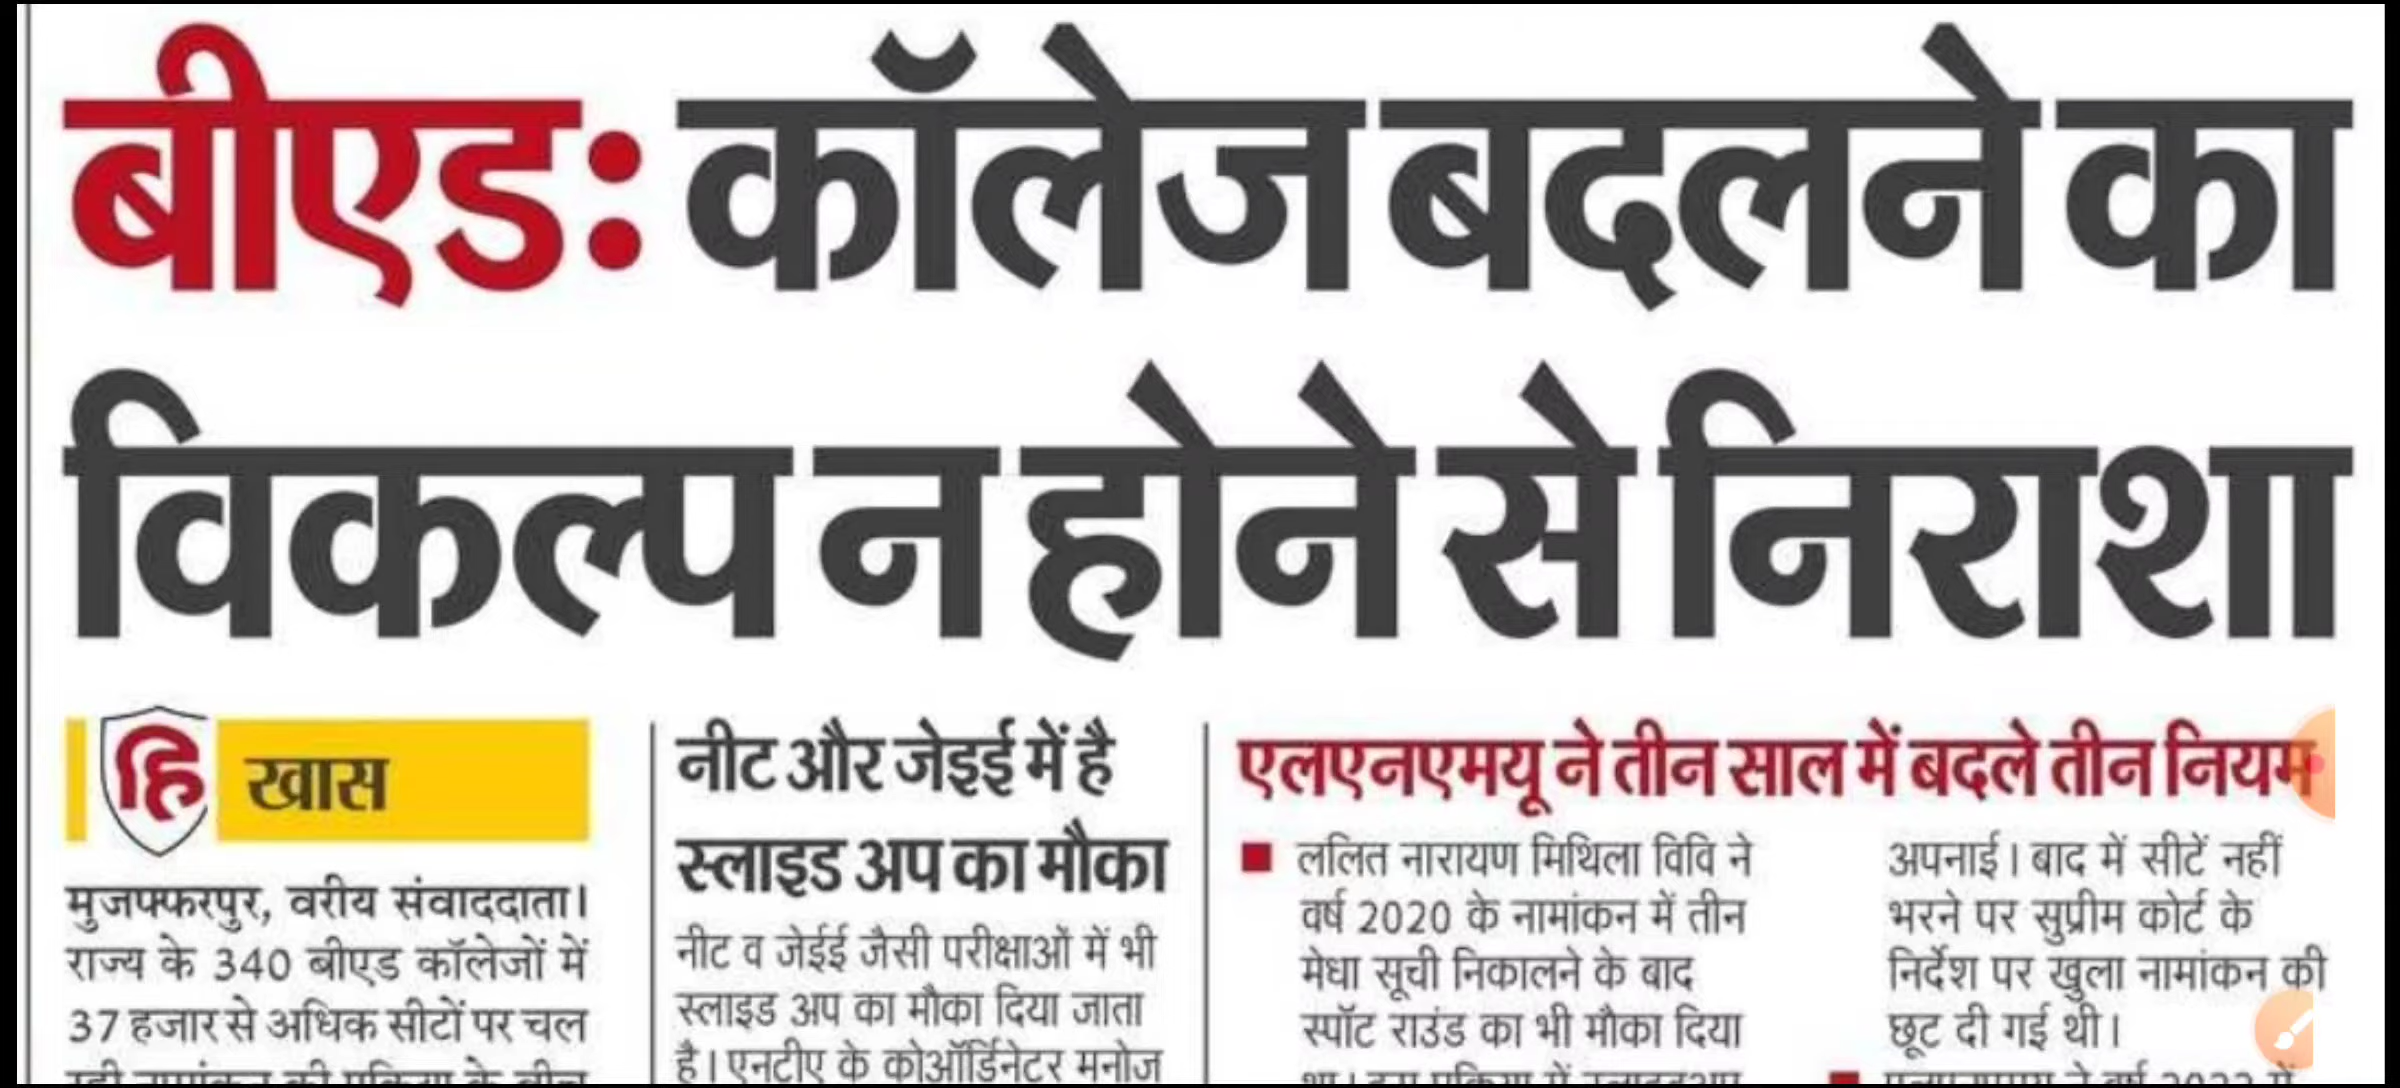 बीएड: कॉलेज बदलने का
विकल्प न होने से निराशा
हि खास
मुजफ्फरपुर, वरीय संवाददाता।
राज्य के 340 बीएड कॉलेजों में
37 हजार से अधिक सीटों पर चल
नीट और जेइई में है
स्लाइड अप का मौका
नीट व जेईई जैसी परीक्षाओं में भी
स्लाइड अप का मौका दिया जाता
है। एनटीए के कोऑर्डिनेटर मनोज
एलएनएमयू ने तीन साल में बदले तीन नियम
ललित नारायण मिथिला विवि ने
वर्ष 2020 के नामांकन में तीन
मेधा सूची निकालने के बाद
स्पॉट राउंड का भी मौका दिया
अपनाई। बाद में सीटें नहीं
भरने पर सुप्रीम कोर्ट के
निर्देश पर खुला नामांकन की
छूट दी गई थी।